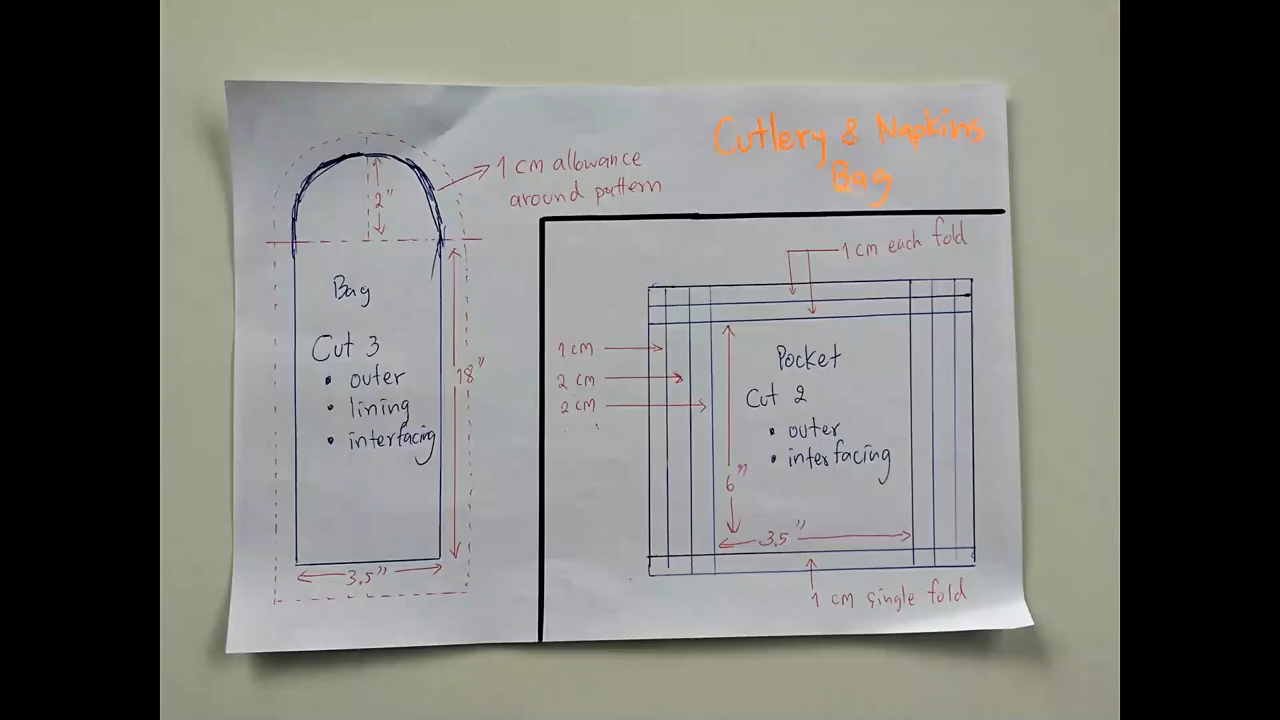 Cutlery & Napkins
Bag
1 cm allowance
around pattern
2"
Bag
Cut 3
• outer
• lining
• interfacing
18"
3.5"
1 cm each fold
1 cm
2 cm
2 cm
Pocket
Cut 2
• outer
• interfacing
6"
3.5"
1 cm single fold